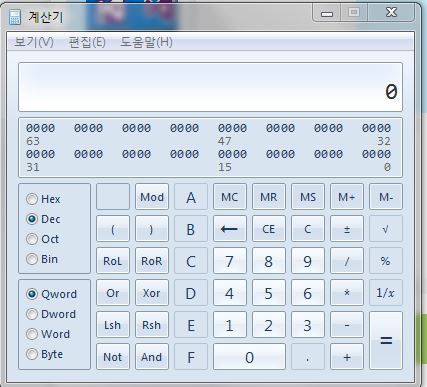 계산기
보기(V) 편집(E) 도움말(H)
0
0000 0000 0000 0000 0000 0000 0000 0000
63 47 32
0000 0000 0000 0000 0000 0000 0000 0000
31 15 0
Hex Mod A MC MR MS M+ M-
Dec ( ) B ← CE C ± √
Oct
Bin RoL RoR C 7 8 9 / %
Qword Or Xor D 4 5 6 * 1/x
Dword
Word Lsh Rsh E 1 2 3 - =
Byte Not And F 0 . +